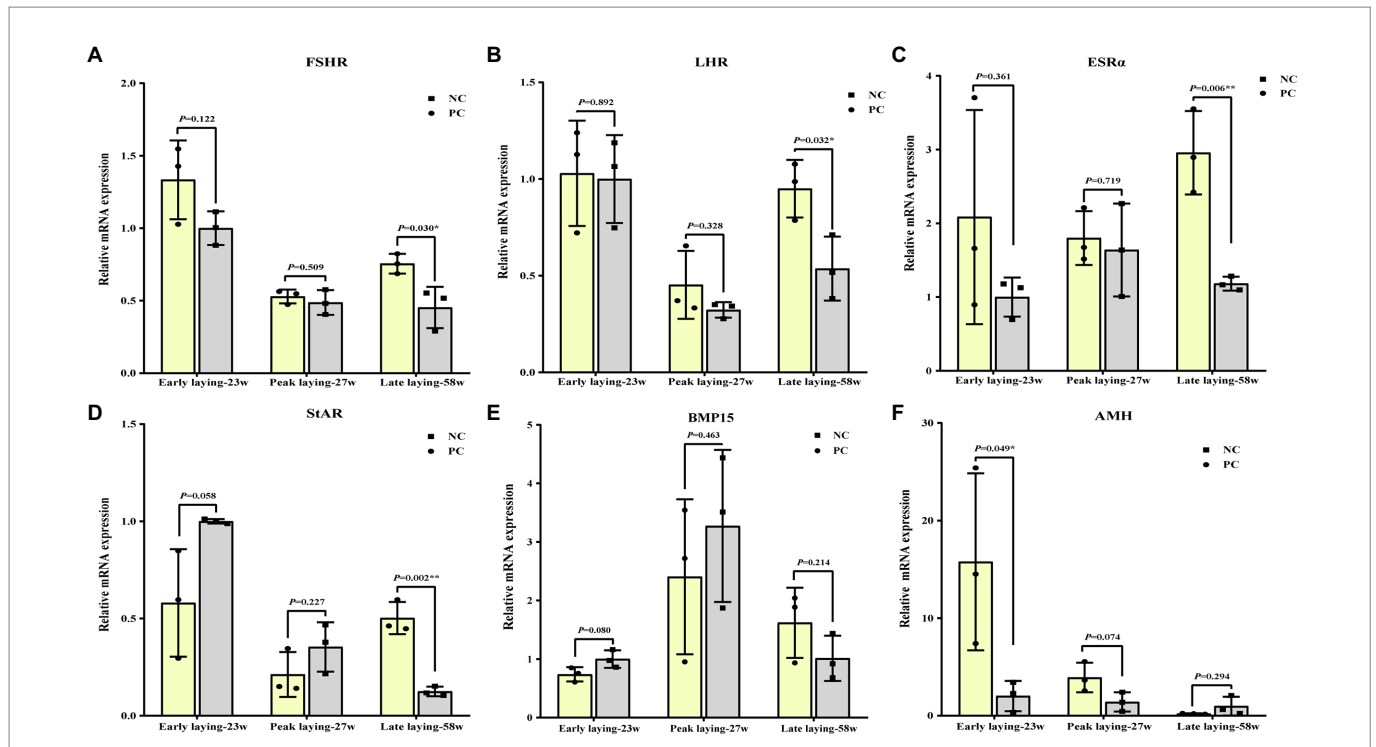 A
FSHR
Relative mRNA expression
2.0
1.5
1.0
0.5
0.0
NC
PC
P=0.122
P=0.509
P=0.030*
Early laying-23w
Peak laying-27w
Late laying-58w
B
LHR
Relative mRNA expression
1.5
1.0
0.5
0.0
NC
PC
P=0.892
P=0.328
P=0.032*
Early laying-23w
Peak laying-27w
Late laying-58w
C
ESRα
Relative mRNA expression
4
3
2
1
0
NC
PC
P=0.361
P=0.719
P=0.006**
Early laying-23w
Peak laying-27w
Late laying-58w
D
StAR
Relative mRNA expression
1.5
1.0
0.5
0.0
NC
PC
P=0.058
P=0.227
P=0.002**
Early laying-23w
Peak laying-27w
Late laying-58w
E
BMP15
Relative mRNA expression
5
4
3
2
1
0
NC
PC
P=0.080
P=0.463
P=0.214
Early laying-23w
Peak laying-27w
Late laying-58w
F
AMH
Relative mRNA expression
30
20
10
0
NC
PC
P=0.049*
P=0.074
P=0.294
Early laying-23w
Peak laying-27w
Late laying-58w